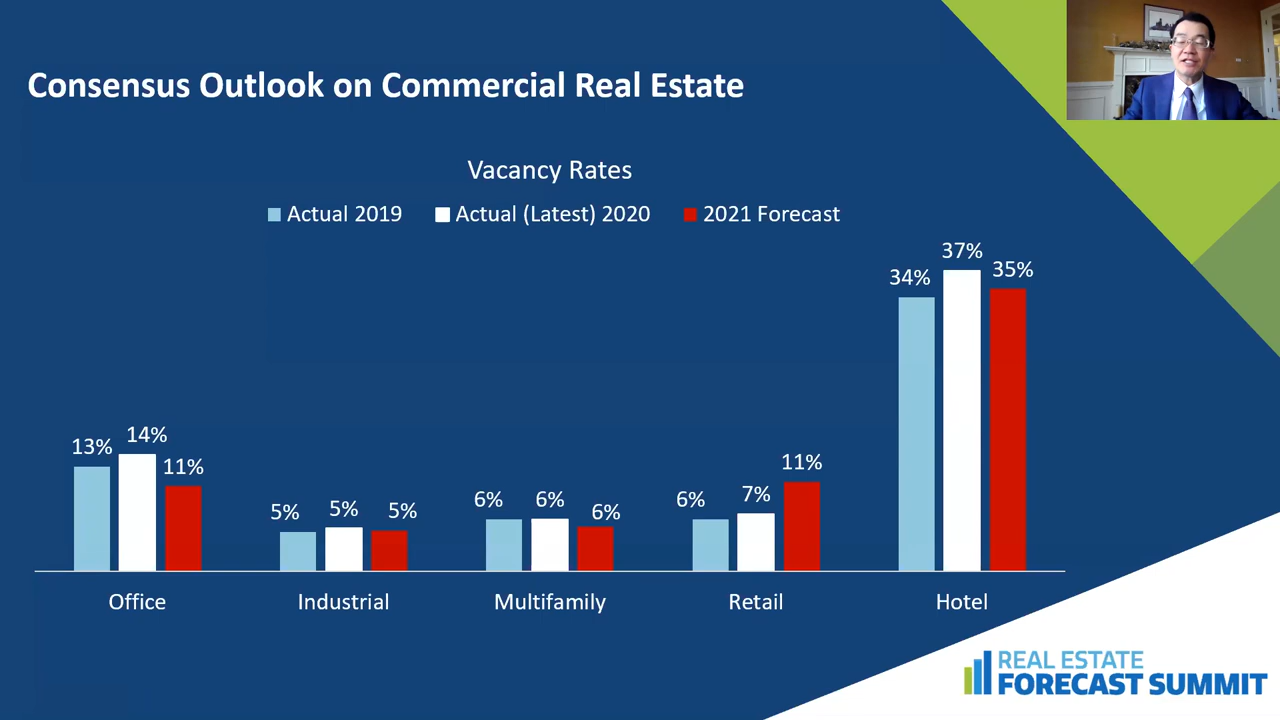 Consensus Outlook on Commercial Real Estate
Vacancy Rates
Actual 2019 Actual (Latest) 2020 2021 Forecast
13% 14% 11%
5% 5% 5%
6% 6% 6%
6% 7% 11%
34% 37% 35%
Office Industrial Multifamily Retail Hotel
REAL ESTATE
FORECAST SUMMIT